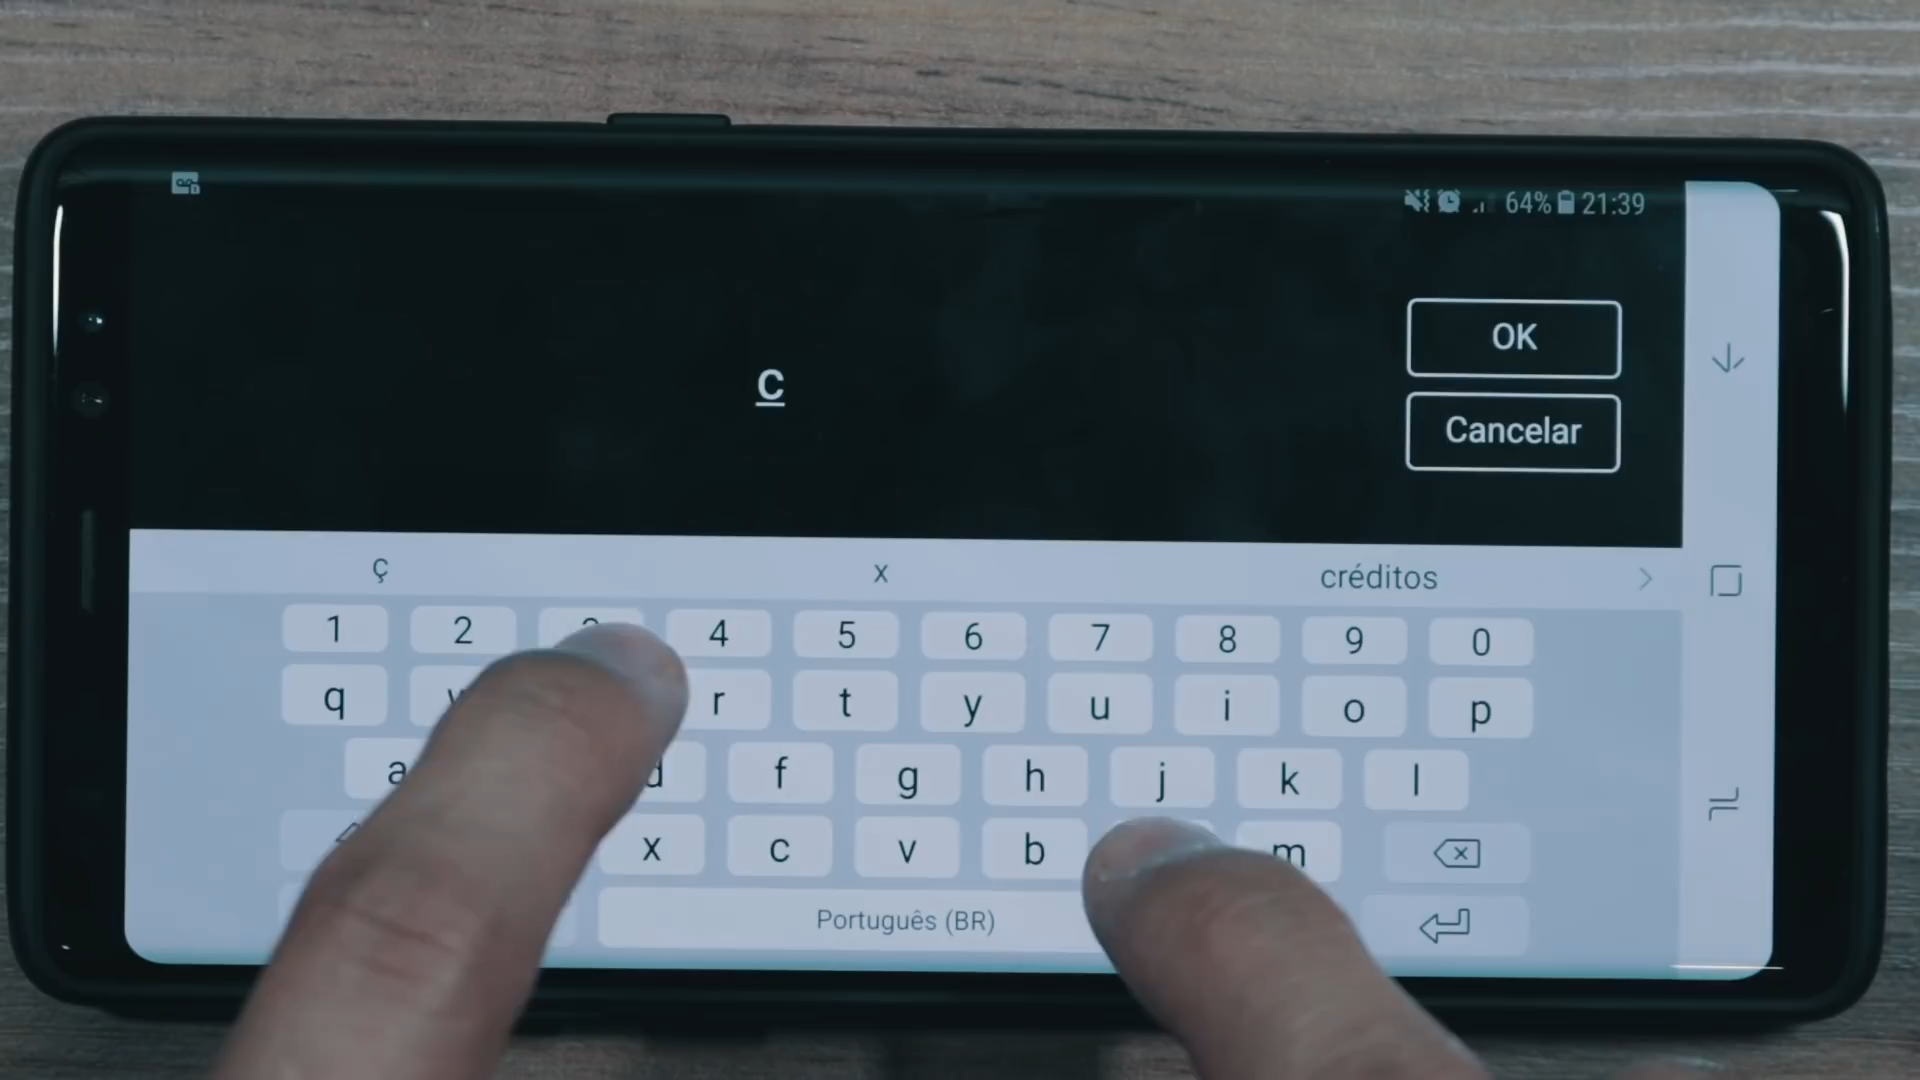 64% 21:39
OK
c
Cancelar
ç x créditos
1 2 4 5 6 7 8 9 0
q r t y u i o p
a d f g h j k l
x c v b m
Português (BR)